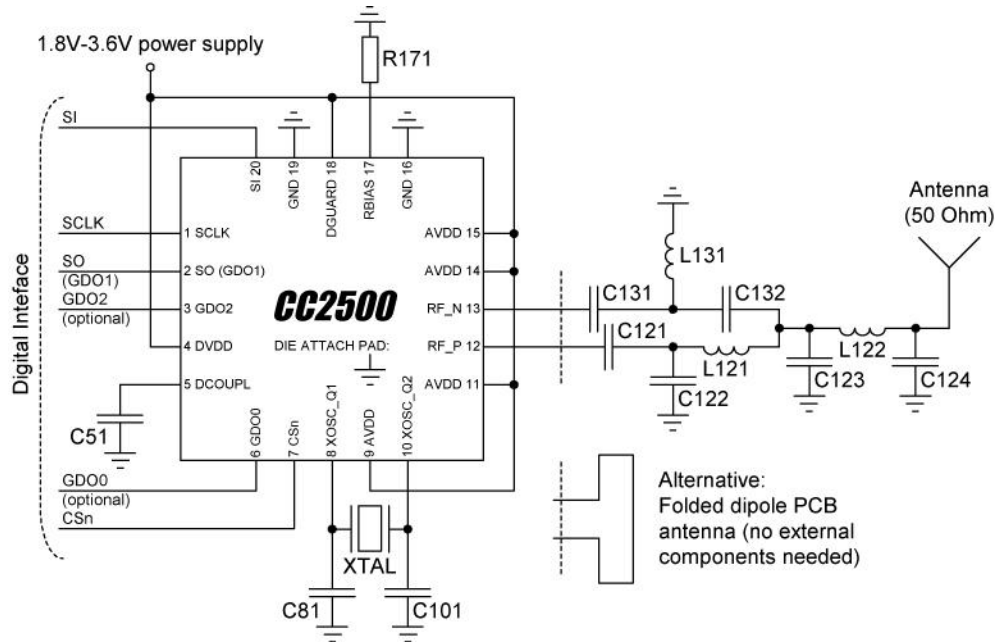 1.8V-3.6V power supply
R171
SI
SI 20
GND 19
DGUARD 18
RBIAS 17
GND 16
Antenna
(50 Ohm)
Digital Inteface
SCLK
1 SCLK
AVDD 15
L131
SO
(GDO1)
2 SO (GDO1)
AVDD 14
GDO2
(optional)
3 GDO2
CC2500
RF_N 13
C131
C132
C121
4 DVDD
DIE ATTACH PAD:
RF_P 12
L121
L122
C123
C124
5 DCOUPL
AVDD 11
C122
C51
6 GDO0
7 CSn
8 XOSC_Q1
9 AVDD
10 XOSC_Q2
GDO0
(optional)
CSn
XTAL
C81
C101
Alternative:
Folded dipole PCB
antenna (no external
components needed)